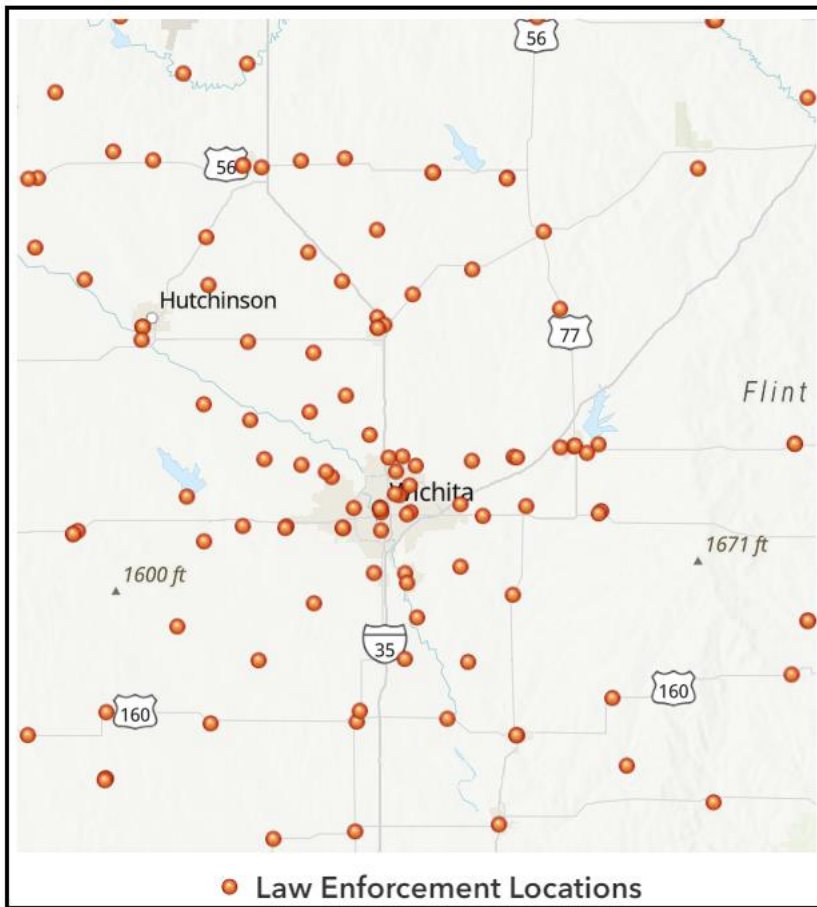 56
56
Hutchinson
77
Flint
Wichita
1671 ft
1600 ft
35
160
160
Law Enforcement Locations